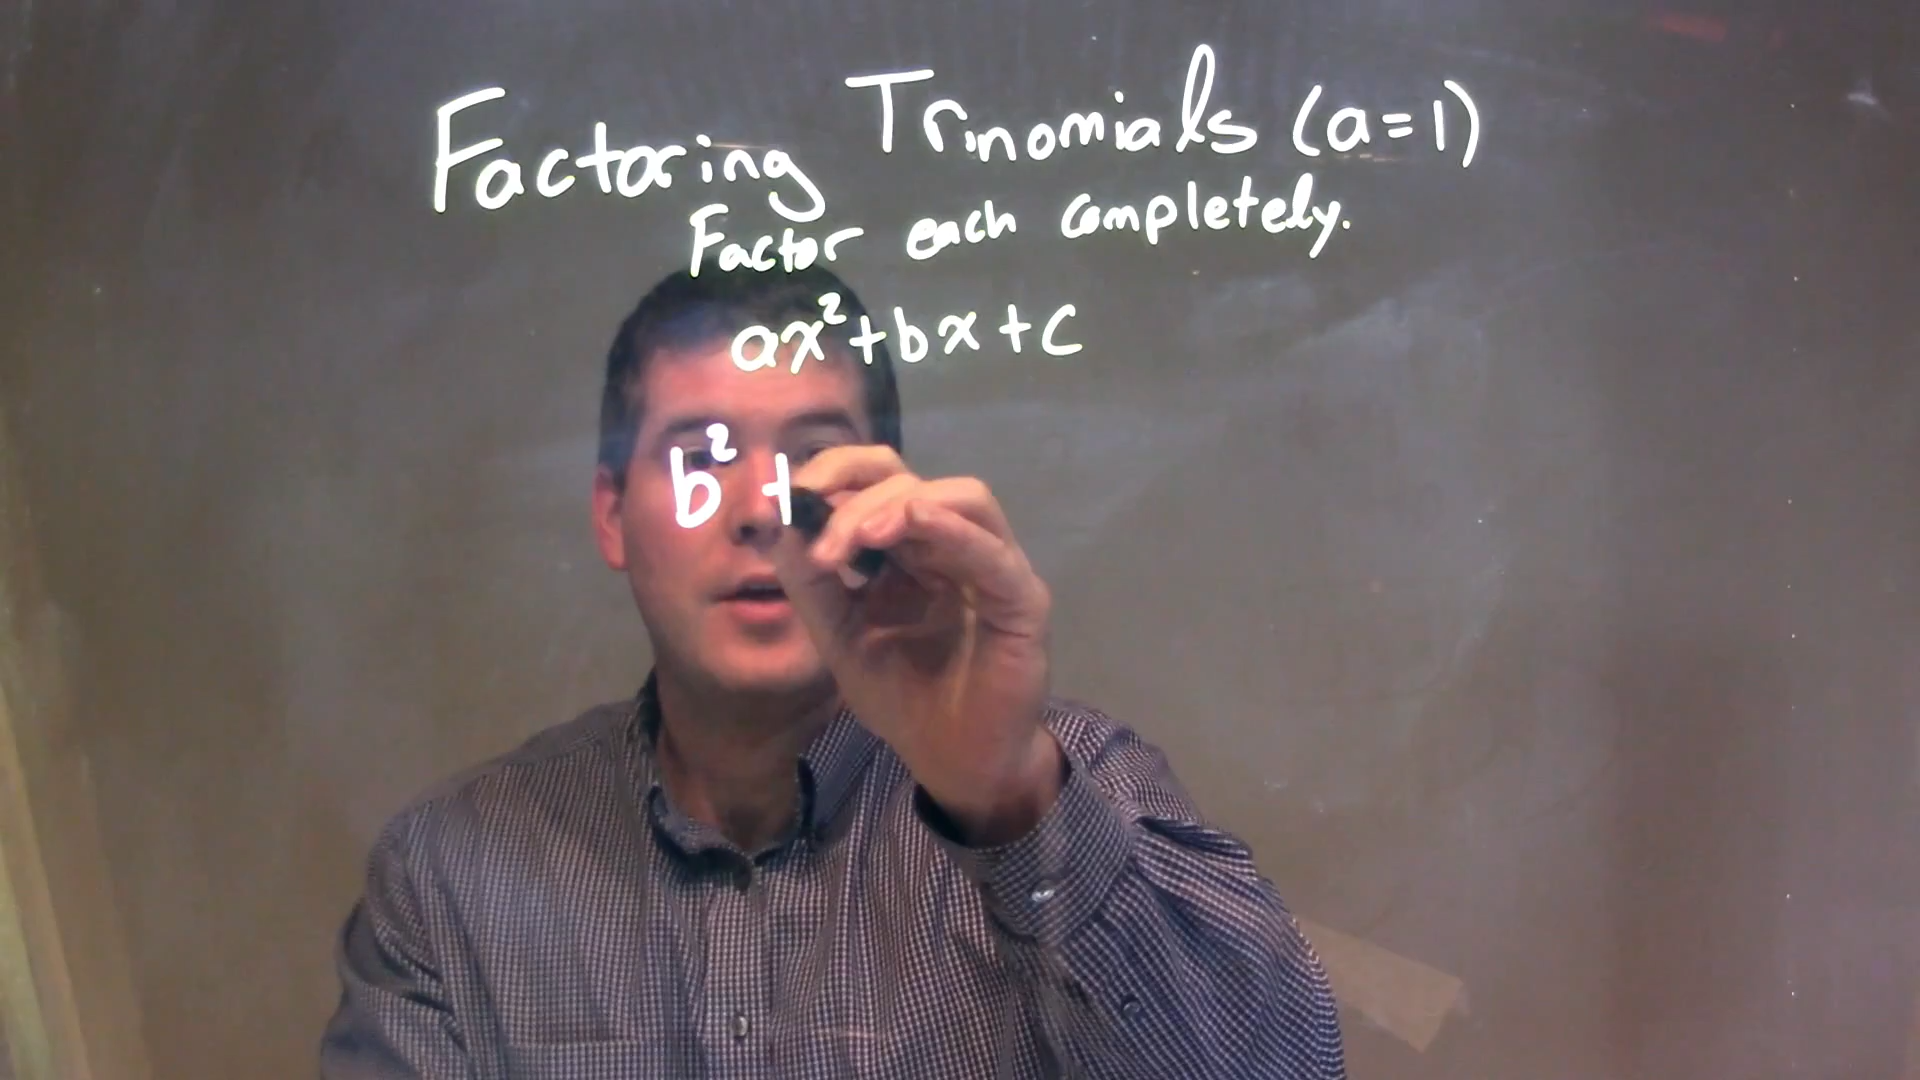 Factoring Trinomials (a=1)
Factor each completely.
ax²+bx+c
b² +